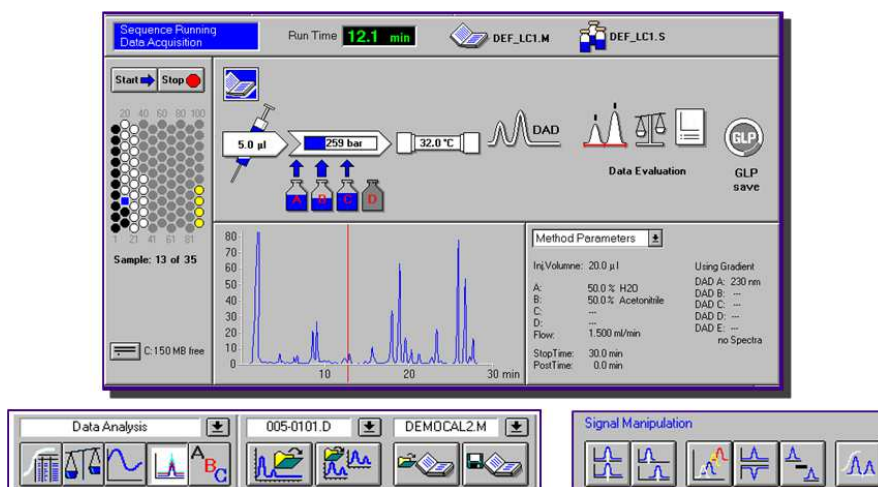 Sequence Running
Data Acquisition
Run Time 12.1 min
DEF_LC1.M
DEF_LC1.S
Start Stop
20 40 60 80 100
1 21 41 61 81
Sample: 13 of 35
C:150 MB free
5.0 µl
259 bar
32.0 °C
DAD
A B C D
Data Evaluation
GLP
GLP
save
80
70
60
50
40
30
20
10
0
10 20 30 min
Method Parameters
Inj.Volumne: 20.0 µl
Using Gradient
A: 50.0 % H2O
B: 50.0 % Acetonitrile
C: ---
D: ---
Flow: 1.500 ml/min
StopTime: 30.0 min
PostTime: 0.0 min
DAD A: 230 nm
DAD B: ---
DAD C: ---
DAD D: ---
DAD E: ---
no Spectra
Data Analysis
005-0101.D
DEMOCAL2.M
A B C
Signal Manipulation